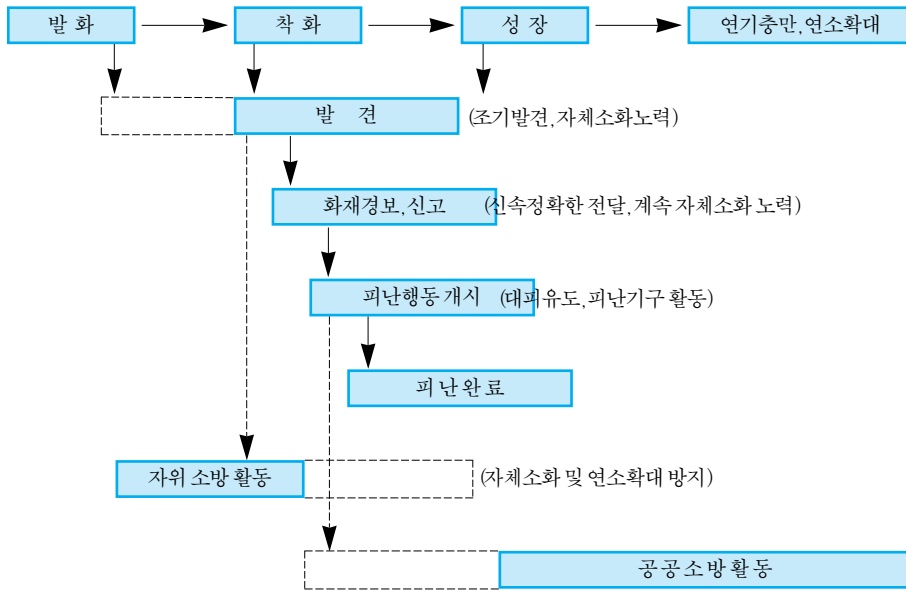 발 화
착 화
성 장
연기충만, 연소확대
발 견
(조기발견, 자체소화노력)
화재경보, 신고
(신속정확한 전달, 계속 자체소화 노력)
피난행동 개시
(대피유도, 피난기구 활동)
피난완료
자위 소방 활동
(자체소화 및 연소확대 방지)
공공소방활동